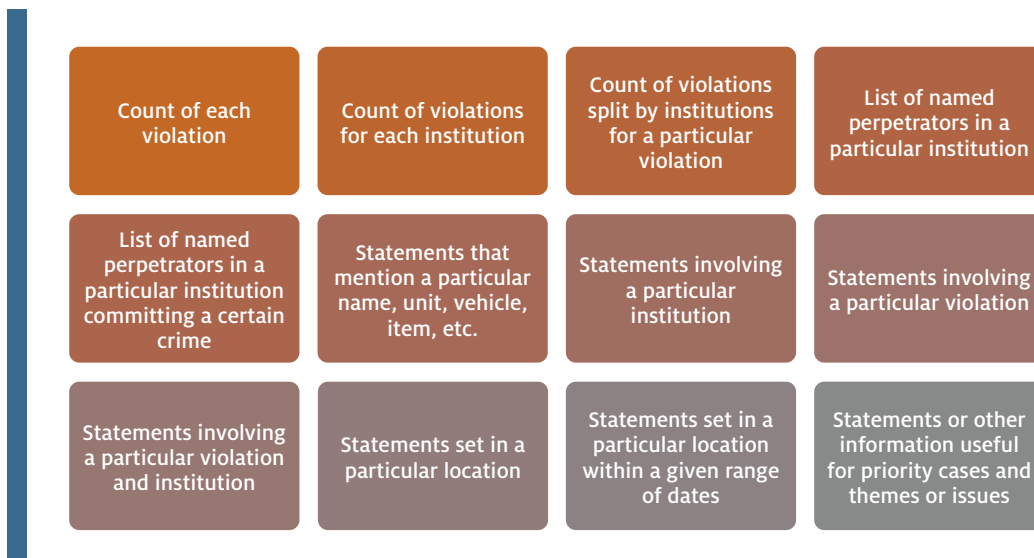 Count of each
violation
Count of violations
for each institution
Count of violations
split by institutions
for a particular
violation
List of named
perpetrators in a
particular institution
List of named
perpetrators in a
particular institution
committing a certain
crime
Statements that
mention a particular
name, unit, vehicle,
item, etc.
Statements involving
a particular
institution
Statements involving
a particular violation
Statements involving
a particular violation
and institution
Statements set in a
particular location
Statements set in a
particular location
within a given range
of dates
Statements or other
information useful
for priority cases and
themes or issues